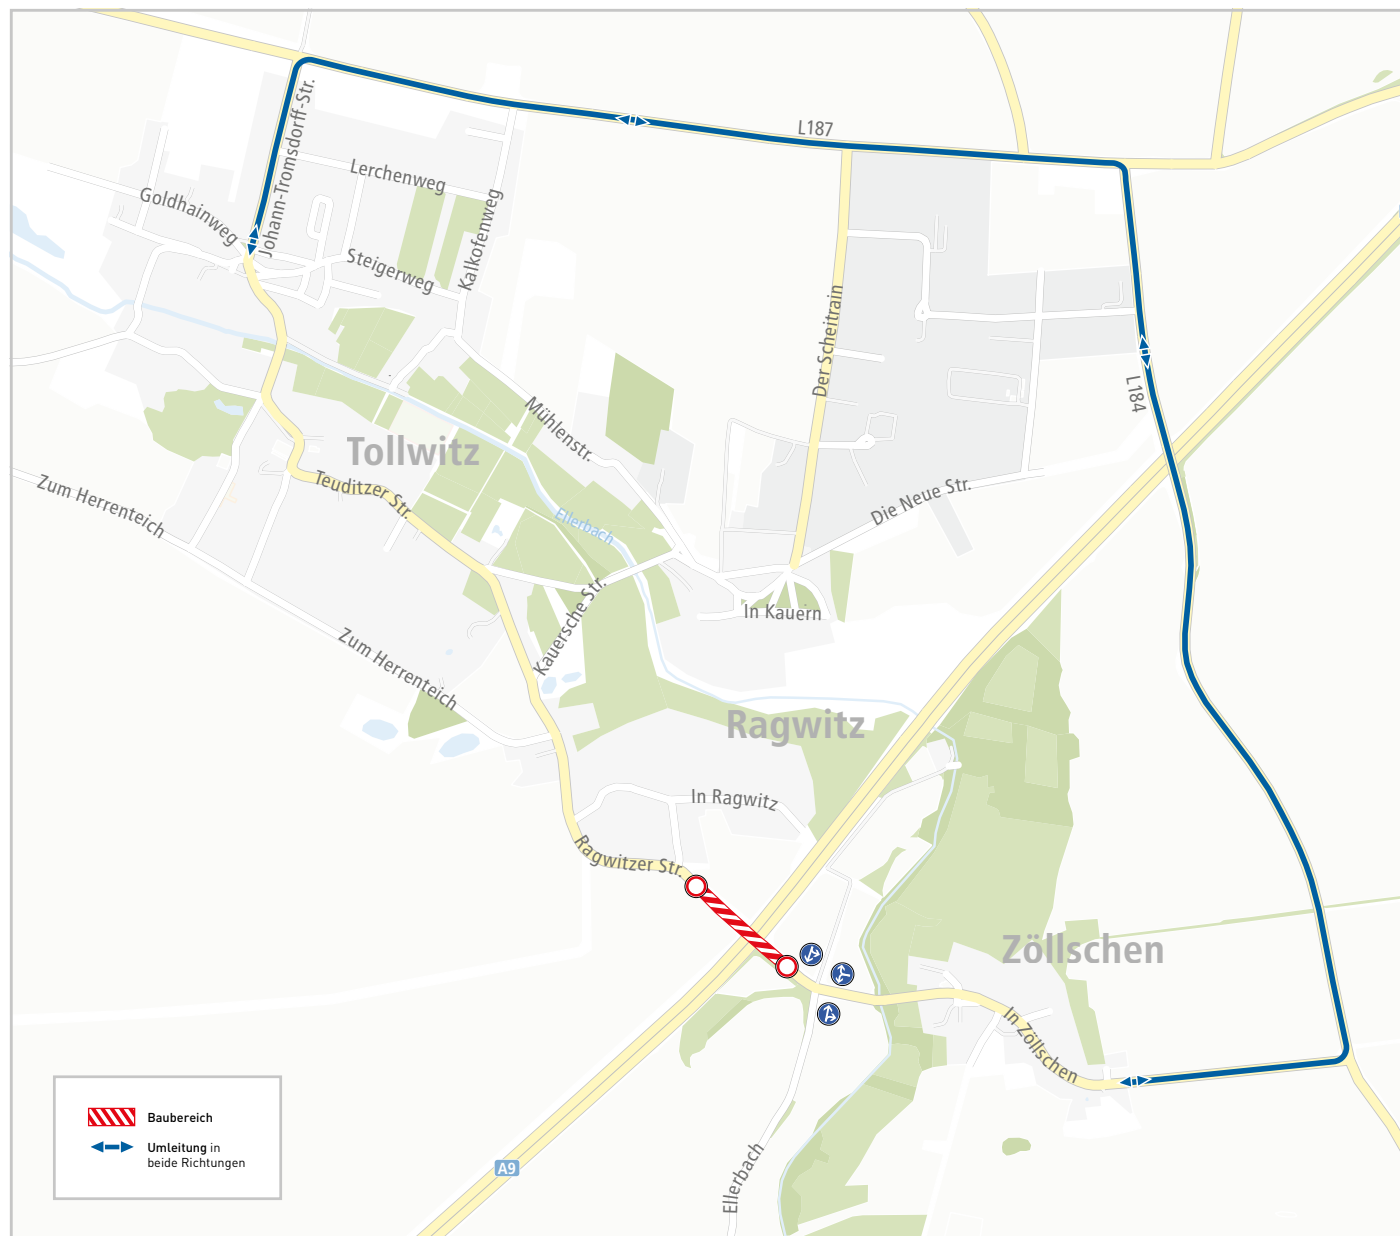 L187
Johann-Tromsdorff-Str.
Lerchenweg
Goldhainweg
Kalkofenweg
Steigerweg
Der Scheitrain
L184
Mühlenstr.
Tollwitz
Zum Herrenteich
Teuditzer Str.
Die Neue Str.
Ellerbach
Kauersche Str.
In Kauern
Zum Herrenteich
Ragwitz
In Ragwitz
Ragwitzer Str.
Zöllschen
In Zöllschen
A9
Ellerbach
Baubereich
Umleitung in
beide Richtungen